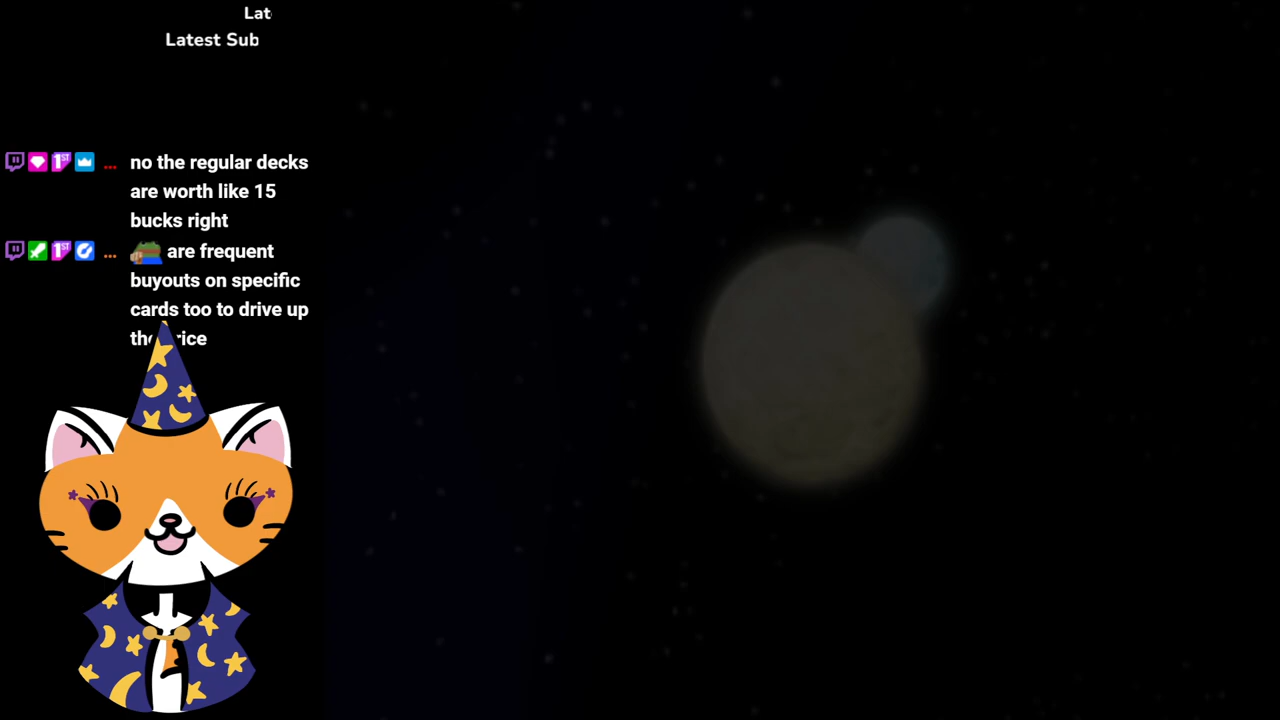 Lat
Latest Sub
no the regular decks
are worth like 15
bucks right
are frequent
buyouts on specific
cards too to drive up